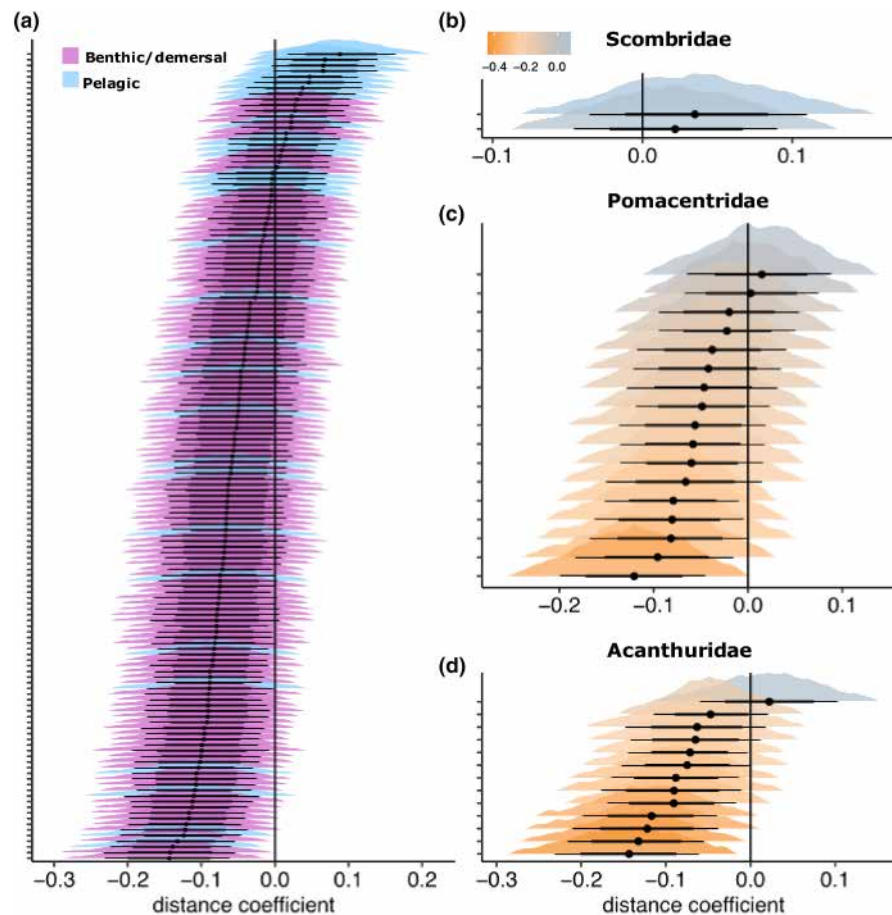 (a)
Benthic/demersal
Pelagic
−0.3 −0.2 −0.1 0.0 0.1 0.2
distance coefficient
(b)
Scombridae
−0.4 −0.2 0.0
−0.1 0.0 0.1
(c)
Pomacentridae
−0.2 −0.1 0.0 0.1
(d)
Acanthuridae
−0.3 −0.2 −0.1 0.0 0.1
distance coefficient